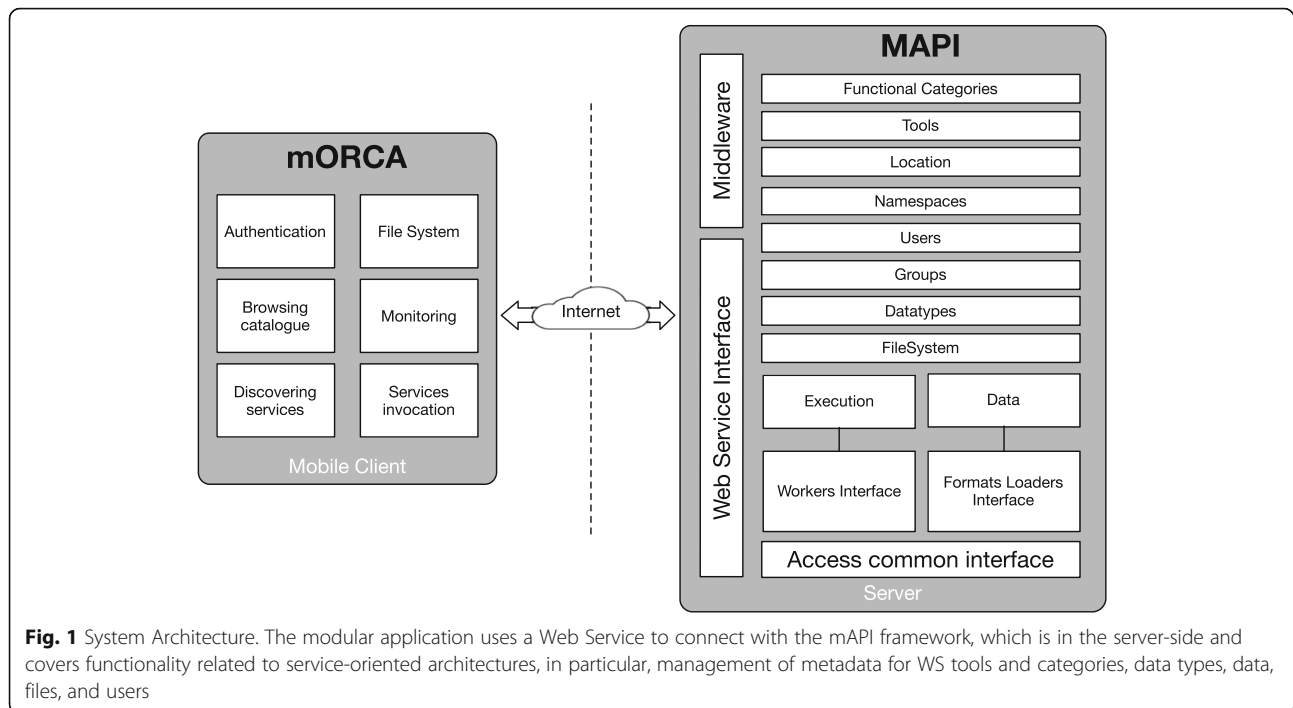 mORCA
Authentication
File System
Browsing
catalogue
Monitoring
Discovering
services
Services
invocation
Mobile Client
Internet
MAPI
Middleware
Web Service Interface
Functional Categories
Tools
Location
Namespaces
Users
Groups
Datatypes
FileSystem
Execution
Data
Workers Interface
Formats Loaders
Interface
Access common interface
Server
Fig. 1 System Architecture. The modular application uses a Web Service to connect with the mAPI framework, which is in the server-side and
covers functionality related to service-oriented architectures, in particular, management of metadata for WS tools and categories, data types, data,
files, and users